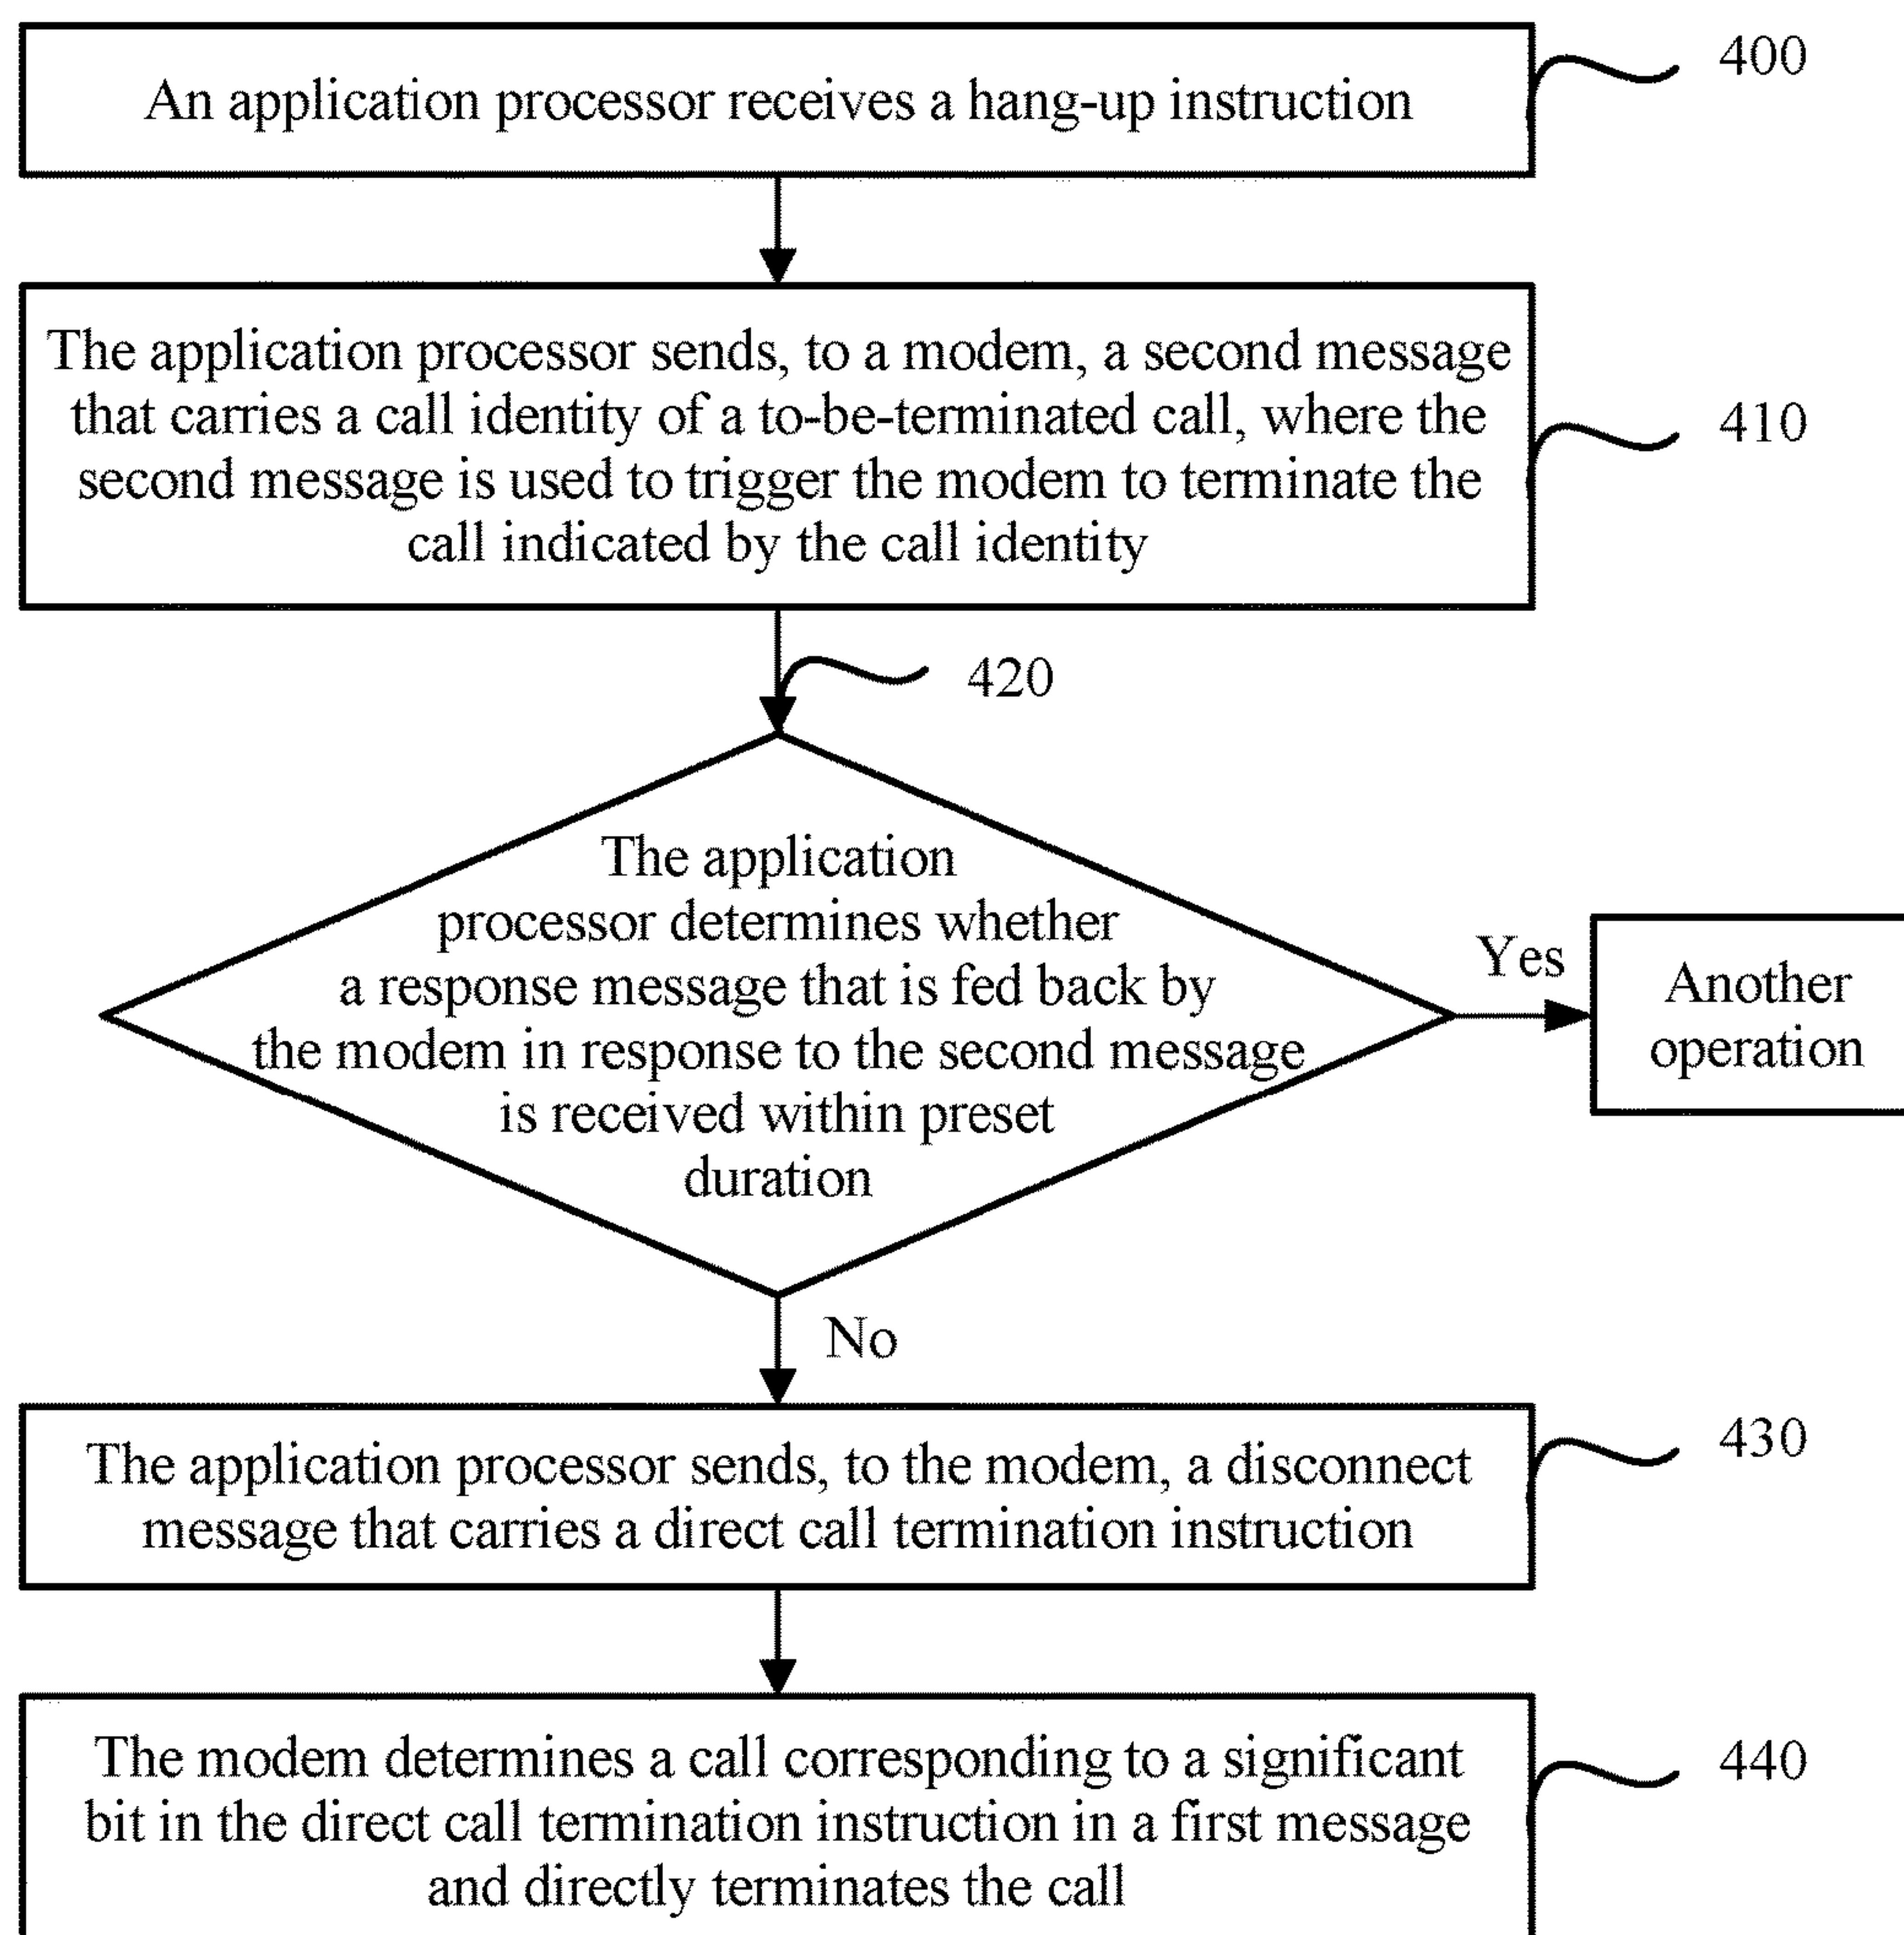 An application processor receives a hang-up instruction
400
The application processor sends, to a modem, a second message
that carries a call identity of a to-be-terminated call, where the
second message is used to trigger the modem to terminate the
call indicated by the call identity
410
420
The application
processor determines whether
a response message that is fed back by
the modem in response to the second message
is received within preset
duration
Yes
Another
operation
No
The application processor sends, to the modem, a disconnect
message that carries a direct call termination instruction
430
The modem determines a call corresponding to a significant
bit in the direct call termination instruction in a first message
and directly terminates the call
440